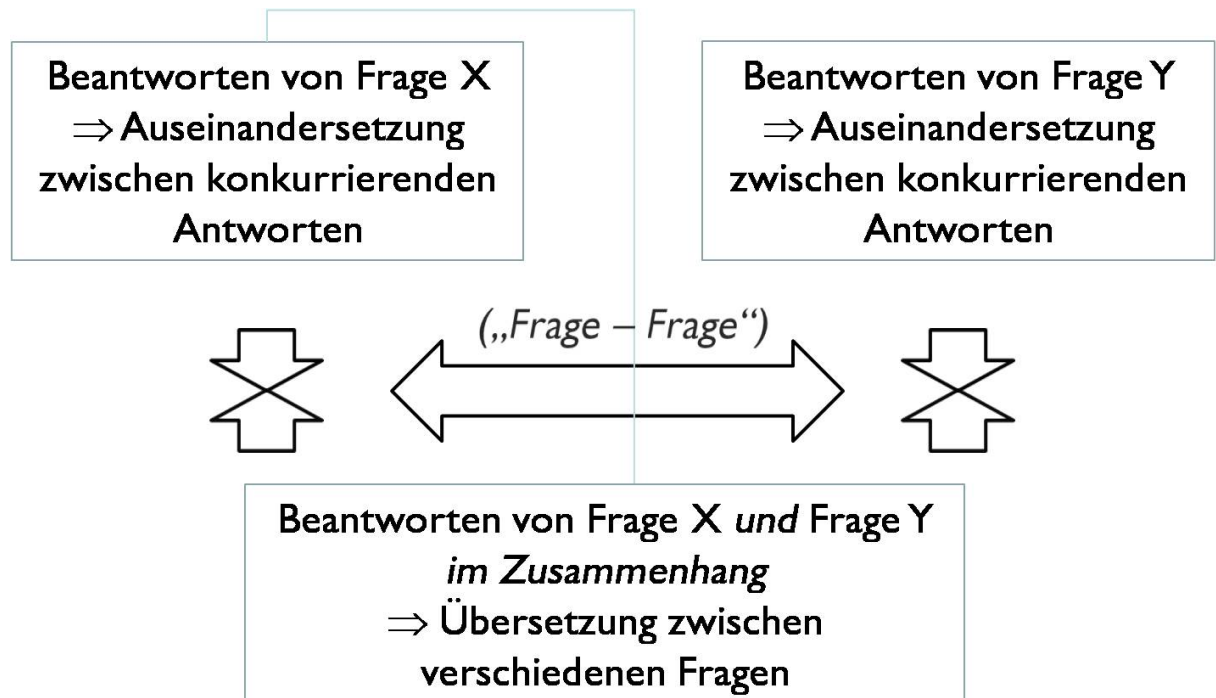 Beantworten von Frage X
⇒ Auseinandersetzung
zwischen konkurrierenden
Antworten
Beantworten von Frage Y
⇒ Auseinandersetzung
zwischen konkurrierenden
Antworten
(„Frage – Frage“)
Beantworten von Frage X und Frage Y
im Zusammenhang
⇒ Übersetzung zwischen
verschiedenen Fragen